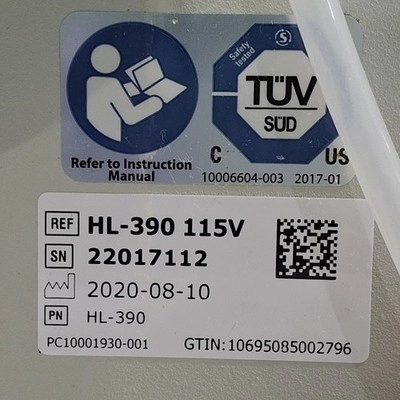 Safety tested
S
TÜV
SÜD
C US
Refer to Instruction
Manual
10006604-003 2017-01
REF HL-390 115V
SN 22017112
2020-08-10
PN HL-390
PC10001930-001 GTIN:10695085002796